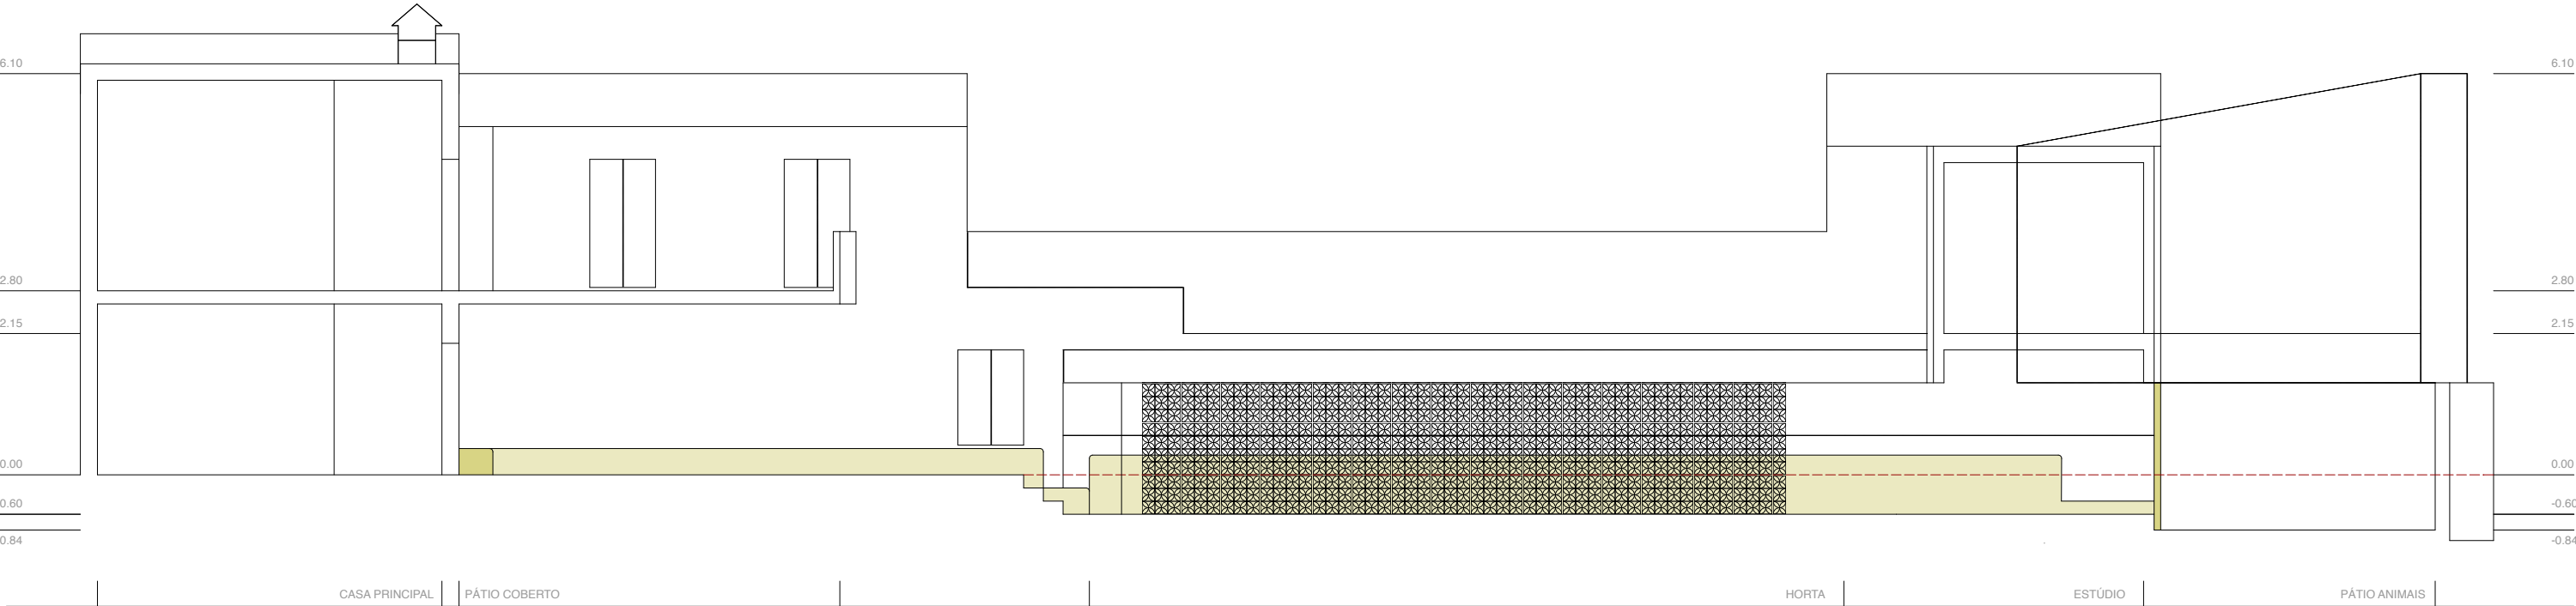 6.10
6.10
2.80
2.80
2.15
2.15
0.00
0.00
0.60
-0.60
0.84
-0.84
CASA PRINCIPAL
PÁTIO COBERTO
HORTA
ESTÚDIO
PÁTIO ANIMAIS